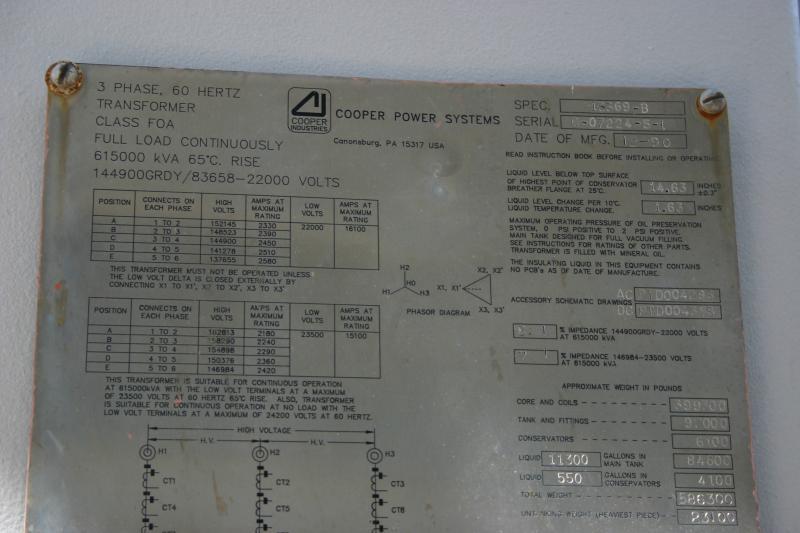 3 PHASE, 60 HERTZ
TRANSFORMER
CLASS FOA
FULL LOAD CONTINUOUSLY
615000 kVA 65°C. RISE
144900GRDY/83658-22000 VOLTS
COOPER INDUSTRIES
COOPER POWER SYSTEMS
Canonsburg, PA 15317 USA
SPEC.
SERIAL
DATE OF MFG.
READ INSTRUCTION BOOK BEFORE INSTALLING OR OPERATING
LIQUID LEVEL BELOW TOP SURFACE
OF HIGHEST POINT OF CONSERVATOR
BREATHER FLANGE AT 25°C. 14.63 INCHES
LIQUID LEVEL CHANGE PER 10°C
LIQUID TEMPERATURE CHANGE. 1.63 INCHES
MAXIMUM OPERATING PRESSURE OF OIL PRESERVATION
SYSTEM, 0 PSI POSITIVE TO 2 PSI POSITIVE.
MAIN TANK DESIGNED FOR FULL VACUUM FILLING.
SEE INSTRUCTIONS FOR RATINGS OF OTHER PARTS.
TRANSFORMER IS FILLED WITH MINERAL OIL.
THE INSULATING LIQUID IN THIS EQUIPMENT CONTAINS
NO PCB's AS OF DATE OF MANUFACTURE.
POSITION CONNECTS ON EACH PHASE HIGH VOLTS AMPS AT MAXIMUM RATING LOW VOLTS AMPS AT MAXIMUM RATING
A 1 TO 2 152145 2330 22000 16100
B 2 TO 3 148523 2390
C 3 TO 4 144900 2450
D 4 TO 5 141278 2510
E 5 TO 6 137655 2580
THIS TRANSFORMER MUST NOT BE OPERATED UNLESS
THE LOW VOLT DELTA IS CLOSED EXTERNALLY BY
CONNECTING X1 TO X1', X2 TO X2', X3 TO X3'
H2
H1 H3
X2, X2'
X1, X1'
X3, X3'
PHASOR DIAGRAM
ACCESSORY SCHEMATIC DRAWINGS AC
DC
POSITION CONNECTS ON EACH PHASE HIGH VOLTS AMPS AT MAXIMUM RATING LOW VOLTS AMPS AT MAXIMUM RATING
A 1 TO 2 162813 2180 23500 15100
B 2 TO 3 158290 2240
C 3 TO 4 154898 2290
D 4 TO 5 150376 2360
E 5 TO 6 146984 2420
% IMPEDANCE 144900GRDY-22000 VOLTS
AT 615000 kVA
% IMPEDANCE 146984-23500 VOLTS
AT 615000 kVA
THIS TRANSFORMER IS SUITABLE FOR CONTINUOUS OPERATION
AT 615000kVA WITH THE LOW VOLT TERMINALS AT A MAXIMUM
OF 23500 VOLTS AT 60 HERTZ 65°C RISE. ALSO, TRANSFORMER
IS SUITABLE FOR CONTINUOUS OPERATION AT NO LOAD WITH THE
LOW VOLT TERMINALS AT A MAXIMUM OF 24200 VOLTS AT 60 HERTZ.
APPROXIMATE WEIGHT IN POUNDS
CORE AND COILS
TANK AND FITTINGS
CONSERVATORS 6100
LIQUID 11300 GALLONS IN MAIN TANK 84600
LIQUID 550 GALLONS IN CONSERVATORS 4100
TOTAL WEIGHT 586300
UNTANKING WEIGHT (HEAVIEST PIECE) 23100
HIGH VOLTAGE
H.V. H.V.
H1 H2 H3
CT1 CT2 CT3
CT4 CT5 CT6